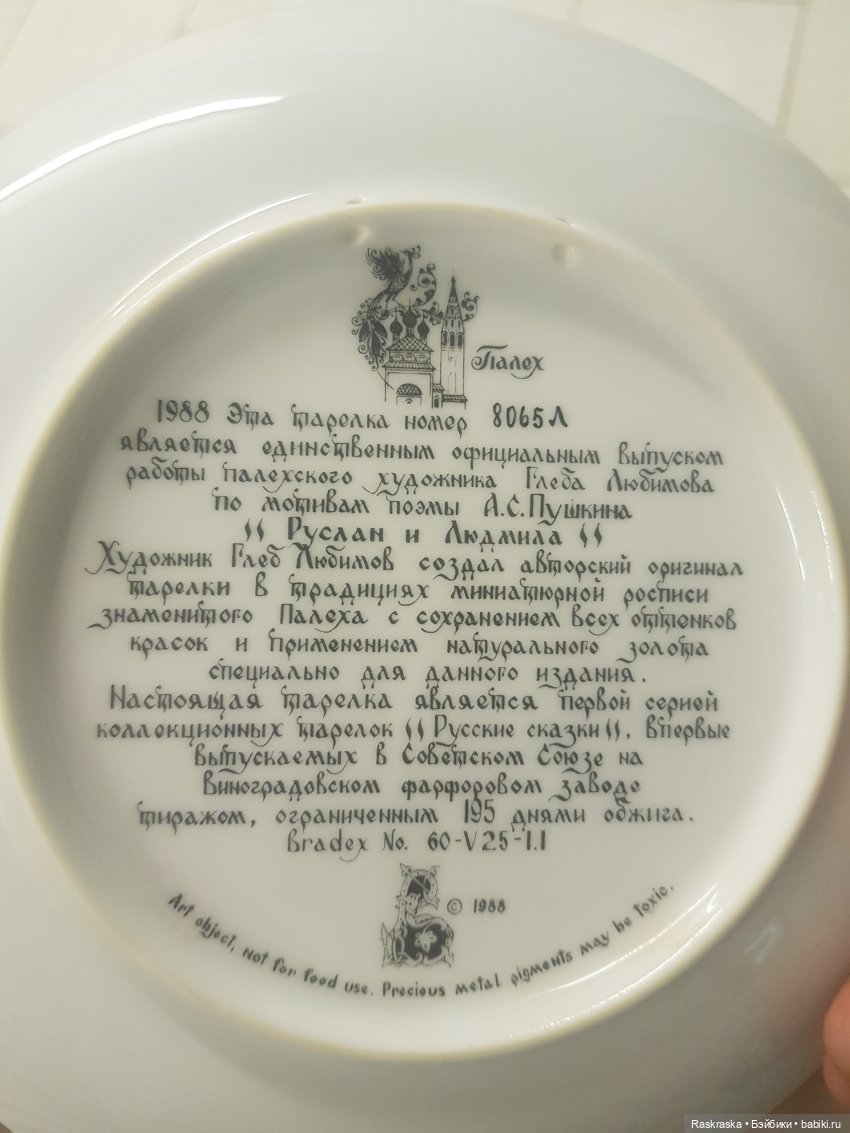 Палех
1988 Эта тарелка номер 8065Л
является единственным официальным выпуском
работы палехского художника Глеба Любимова
по мотивам поэмы А.С.Пушкина
"Руслан и Людмила"
Художник Глеб Любимов создал авторский оригинал
тарелки в традициях миниатюрной росписи
знаменитого Палеха с сохранением всех оттенков
красок и применением натурального золота
специально для данного издания.
Настоящая тарелка является первой серией
коллекционных тарелок "Русские сказки", впервые
выпускаемых в Советском Союзе на
Виноградовском фарфоровом заводе
тиражом, ограниченным 195 днями обжига.
Bradex No. 60-V25-1.1
© 1988
Art object, not for food use. Precious metal pigments may be toxic.
Raskraska • Бэйбики • babiki.ru